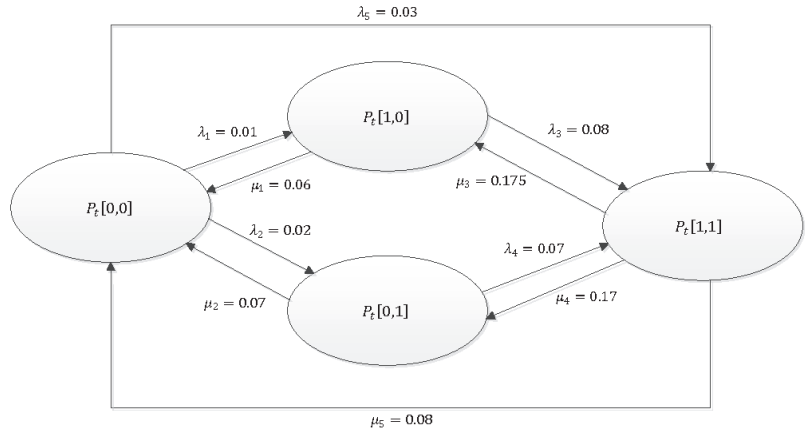 λ₅ = 0.03
Pₜ[1,0]
λ₁ = 0.01
λ₃ = 0.08
μ₁ = 0.06
μ₃ = 0.175
Pₜ[0,0]
Pₜ[1,1]
λ₂ = 0.02
λ₄ = 0.07
μ₂ = 0.07
Pₜ[0,1]
μ₄ = 0.17
μ₅ = 0.08